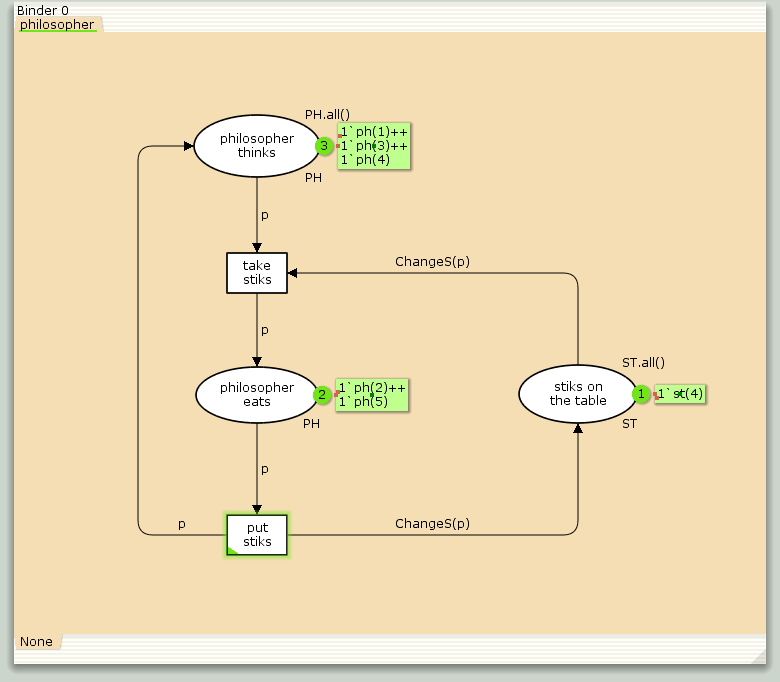 Binder 0
philosopher
PH.all()
philosopher
thinks
3
1`ph(1)++
1`ph(3)++
1`ph(4)
PH
p
take
stiks
ChangeS(p)
p
philosopher
eats
2
1`ph(2)++
1`ph(5)
PH
ST.all()
stiks on
the table
1
1`st(4)
ST
p
put
stiks
p
ChangeS(p)
None